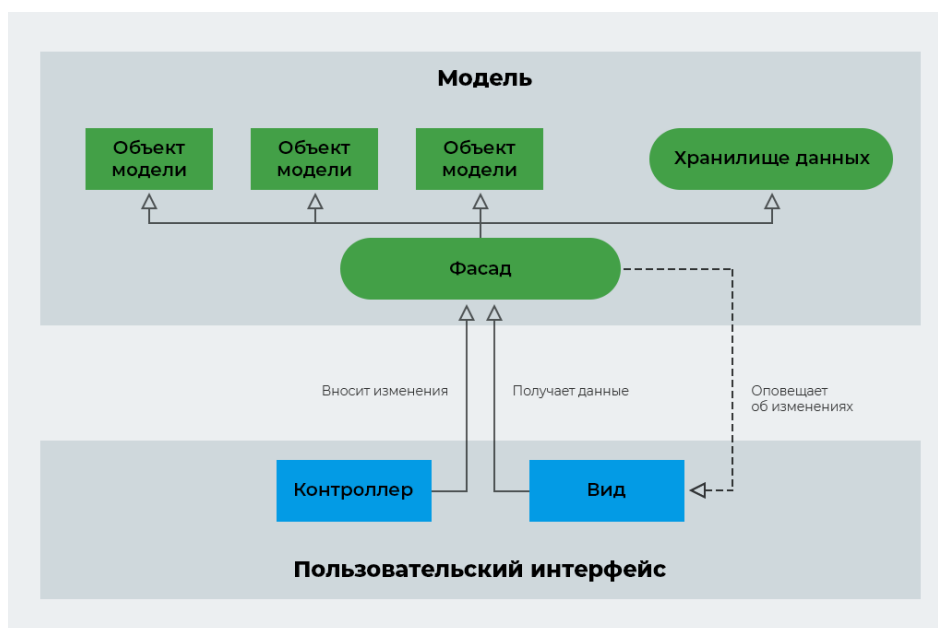 Модель
Объект
модели
Объект
модели
Объект
модели
Хранилище данных
Фасад
Вносит изменения
Получает данные
Оповещает
об изменениях
Контроллер
Вид
Пользовательский интерфейс